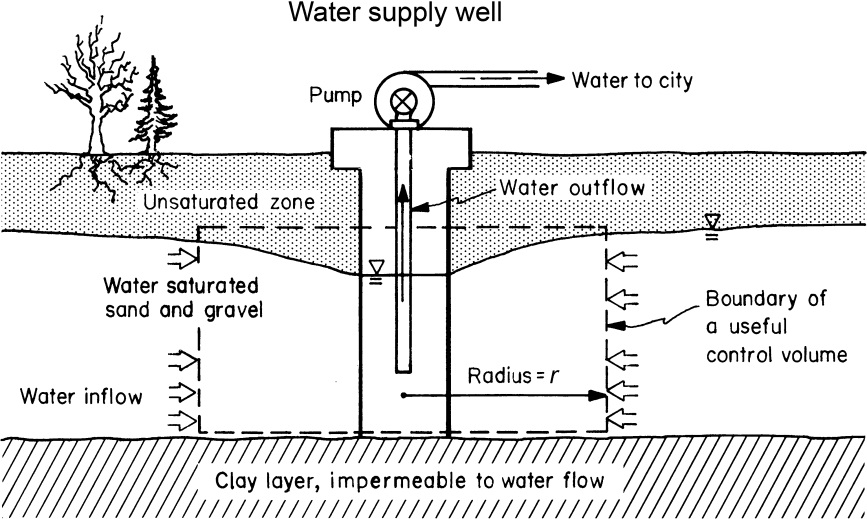 Water supply well
Pump
Water to city
Unsaturated zone
Water outflow
Water saturated
sand and gravel
Boundary of
a useful
control volume
Radius = r
Water inflow
Clay layer, impermeable to water flow